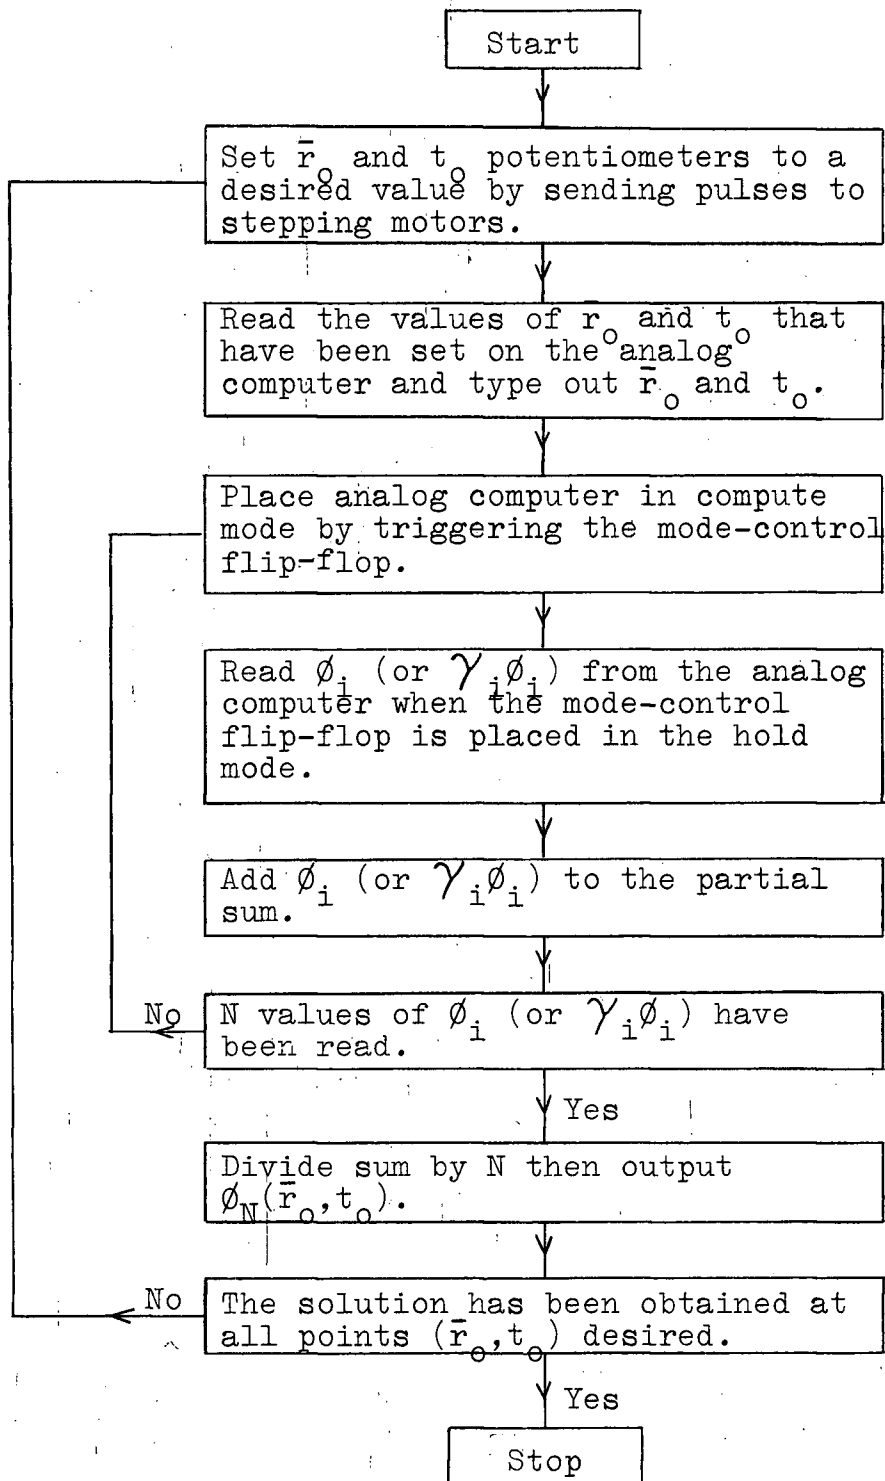 Start
Set r̄ₒ and tₒ potentiometers to a
desired value by sending pulses to
stepping motors.
Read the values of r̄ₒ and tₒ that
have been set on the analog
computer and type out r̄ₒ and tₒ.
Place analog computer in compute
mode by triggering the mode-control
flip-flop.
Read ∅ᵢ (or γᵢ∅ᵢ) from the analog
computer when the mode-control
flip-flop is placed in the hold
mode.
Add ∅ᵢ (or γᵢ∅ᵢ) to the partial
sum.
No
N values of ∅ᵢ (or γᵢ∅ᵢ) have
been read.
Yes
Divide sum by N then output
∅_N(r̄ₒ,tₒ).
No
The solution has been obtained at
all points (r̄ₒ,tₒ) desired.
Yes
Stop